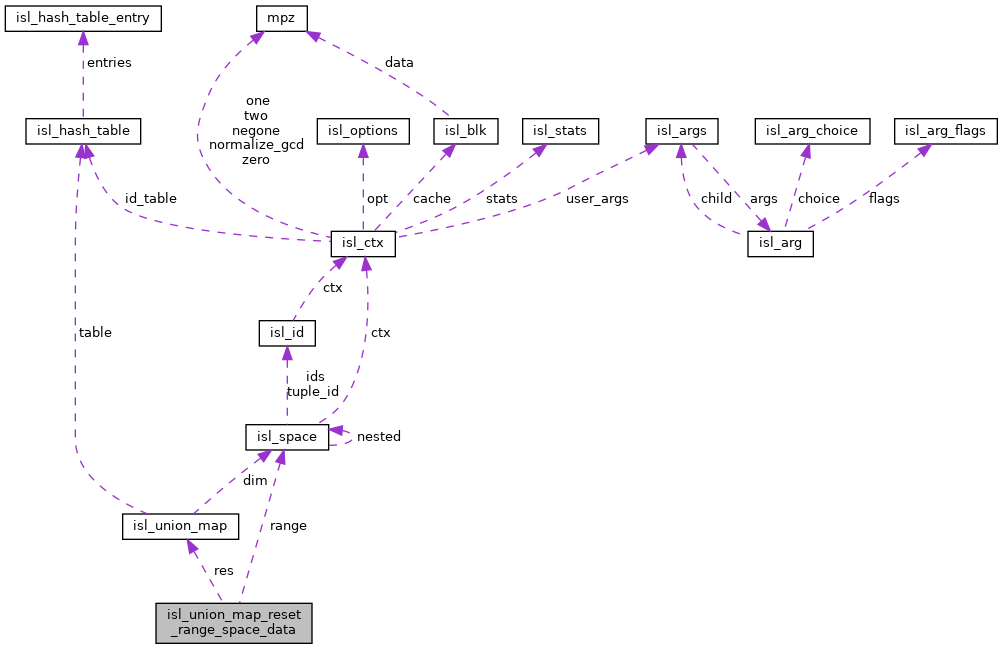 isl_hash_table_entry
mpz
entries
data
one
two
negone
normalize_gcd
zero
isl_hash_table
isl_options
isl_blk
isl_stats
isl_args
isl_arg_choice
isl_arg_flags
id_table
opt
cache
stats
user_args
child
args
choice
flags
isl_ctx
isl_arg
ctx
table
isl_id
ctx
ids
tuple_id
isl_space
nested
dim
isl_union_map
range
res
isl_union_map_reset
_range_space_data